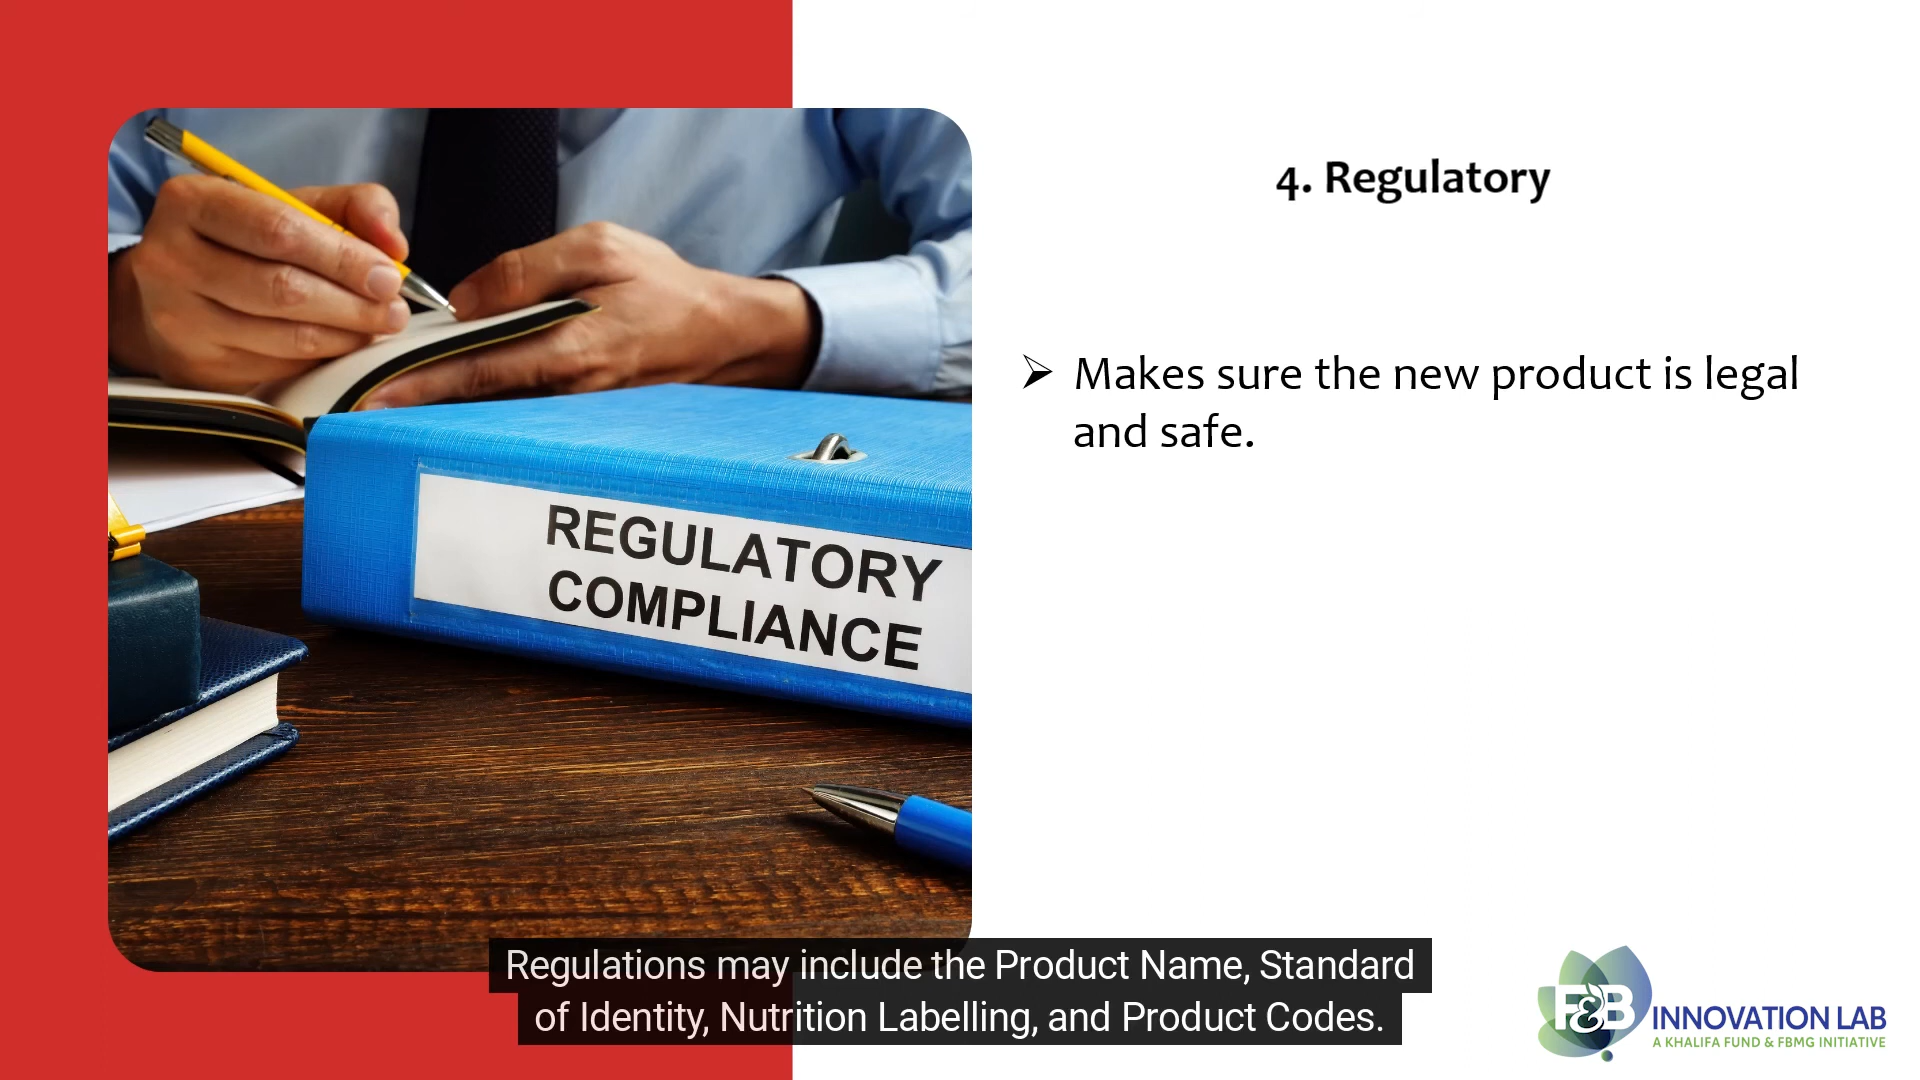 4. Regulatory
➢ Makes sure the new product is legal
and safe.
REGULATORY
COMPLIANCE
Regulations may include the Product Name, Standard
of Identity, Nutrition Labelling, and Product Codes.
F&B INNOVATION LAB
A KHALIFA FUND & FBMG INITIATIVE